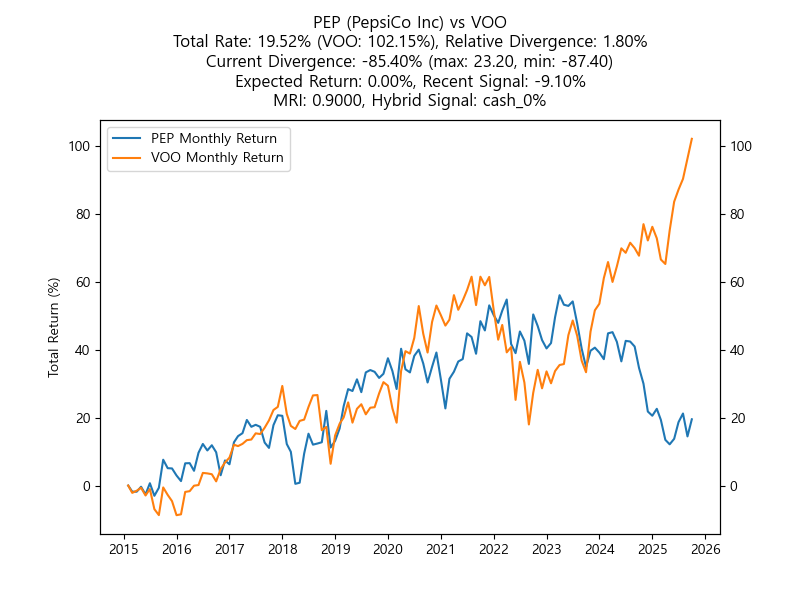 PEP (PepsiCo Inc) vs VOO
Total Rate: 19.52% (VOO: 102.15%), Relative Divergence: 1.80%
Current Divergence: -85.40% (max: 23.20, min: -87.40)
Expected Return: 0.00%, Recent Signal: -9.10%
MRI: 0.9000, Hybrid Signal: cash_0%
PEP Monthly Return
VOO Monthly Return
Total Return (%)
100
80
60
40
20
0
100
80
60
40
20
0
2015 2016 2017 2018 2019 2020 2021 2022 2023 2024 2025 2026